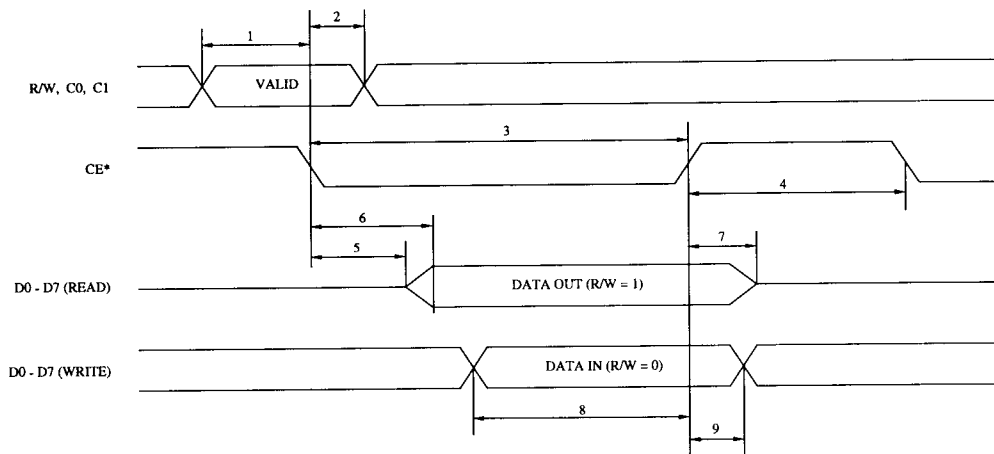 1
2
R/W, C0, C1
VALID
3
CE*
4
6
5
7
D0 - D7 (READ)
DATA OUT (R/W = 1)
D0 - D7 (WRITE)
DATA IN (R/W = 0)
8
9